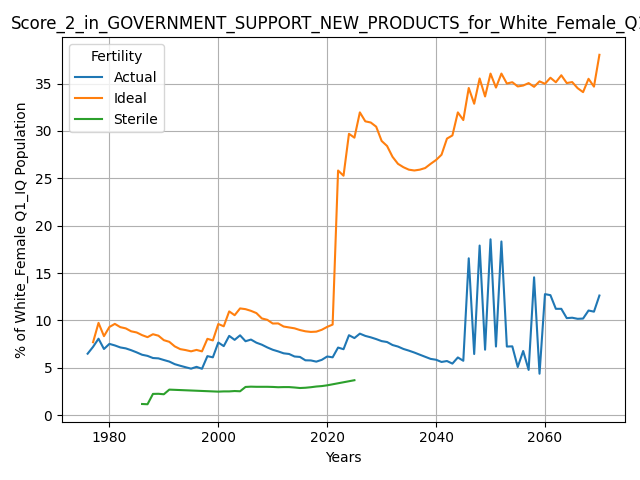 Score_2_in_GOVERNMENT_SUPPORT_NEW_PRODUCTS_for_White_Female_Q1
Fertility
Actual
Ideal
Sterile
% of White_Female Q1_IQ Population
35
30
25
20
15
10
5
0
1980 2000 2020 2040 2060
Years